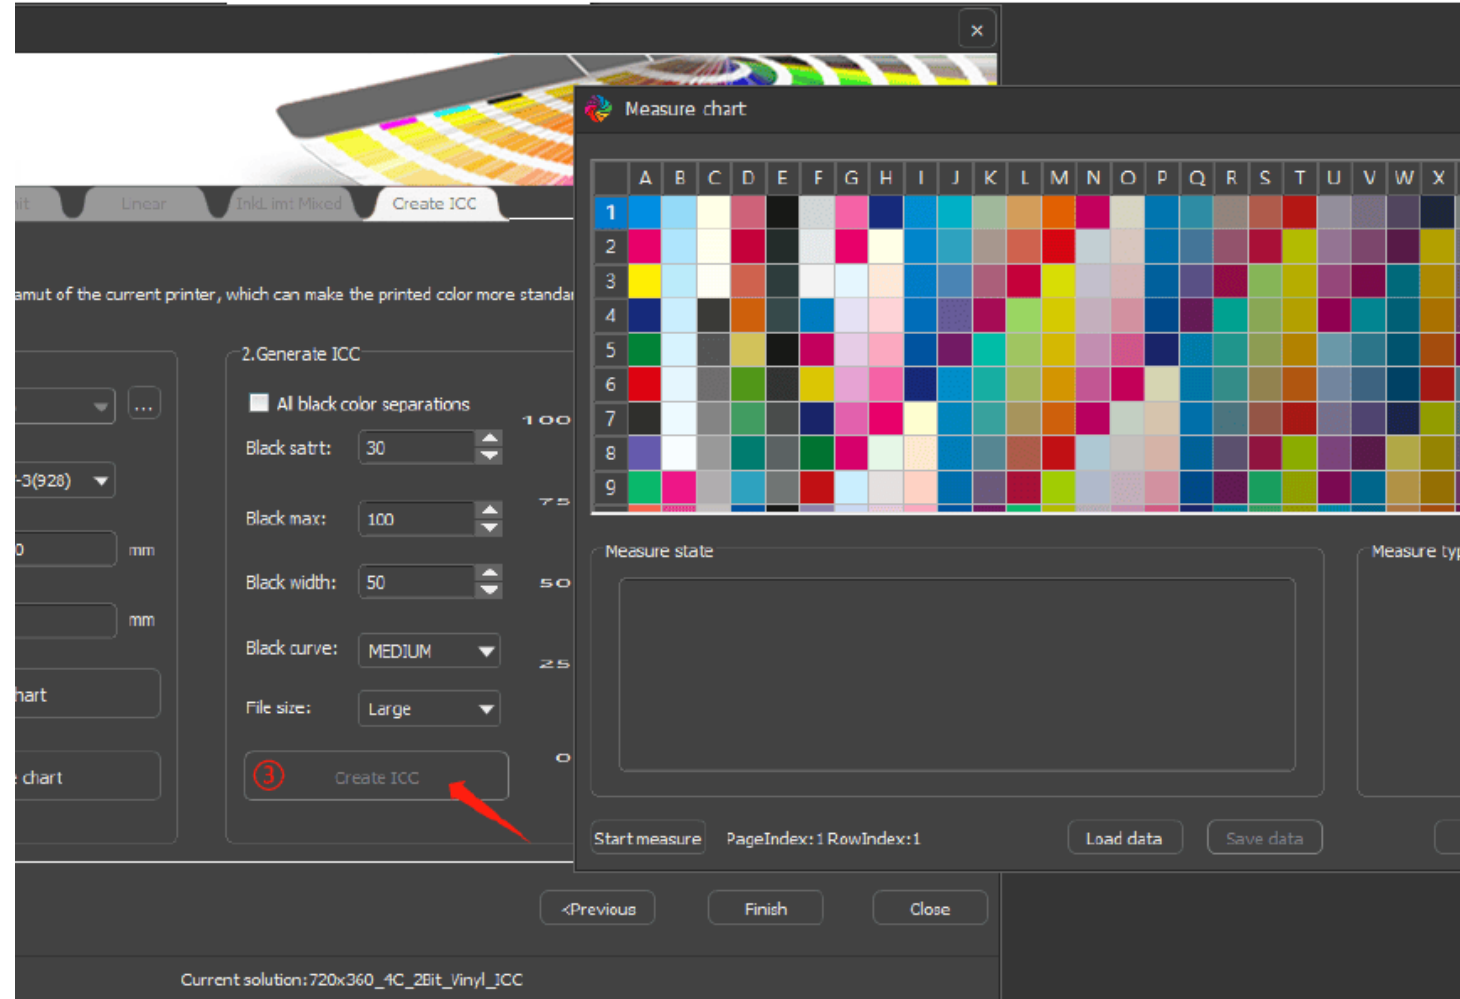 ×
Measure chart
A B C D E F G H I J K L M N O P Q R S T U V W X
Linear
InkLimt Mixed
Create ICC
1
2
3
amut of the current printer, which can make the printed color more standar
4
5
2.Generate ICC
6
All black color separations
...
100
7
Black satrt:
30
8
-3(928)
9
75
Black max:
100
0
mm
Measure state
Measure typ
Black width:
50
50
mm
Black curve:
MEDIUM
25
hart
File size:
Large
0
chart
③
Create ICC
Start measure
PageIndex:1 RowIndex:1
Load data
Save data
<Previous
Finish
Close
Current solution:720x360_4C_2Bit_Vinyl_ICC